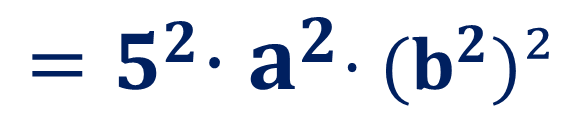 = 5²· a²· (b²)²